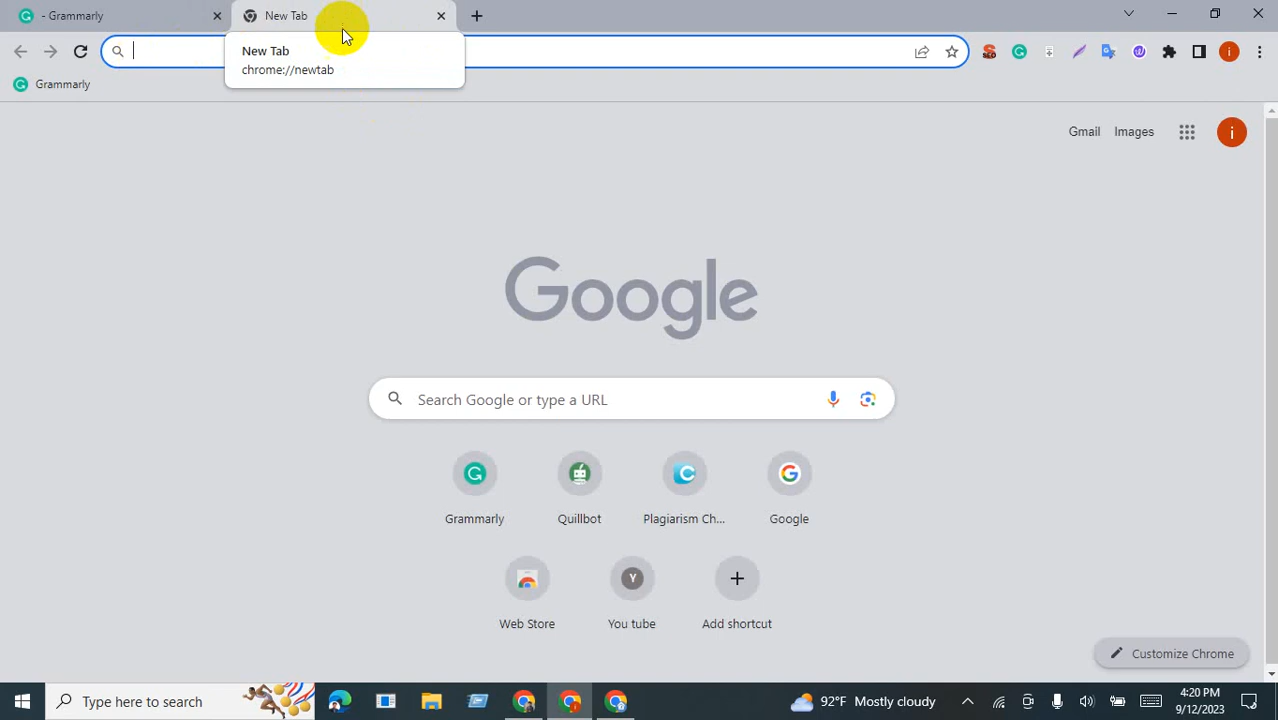 - Grammarly
New Tab
New Tab
chrome://newtab
Grammarly
Gmail Images
i
Google
Search Google or type a URL
Grammarly Quillbot Plagiarism Ch... Google
Web Store You tube Add shortcut
Customize Chrome
Type here to search
92°F Mostly cloudy
4:20 PM
9/12/2023